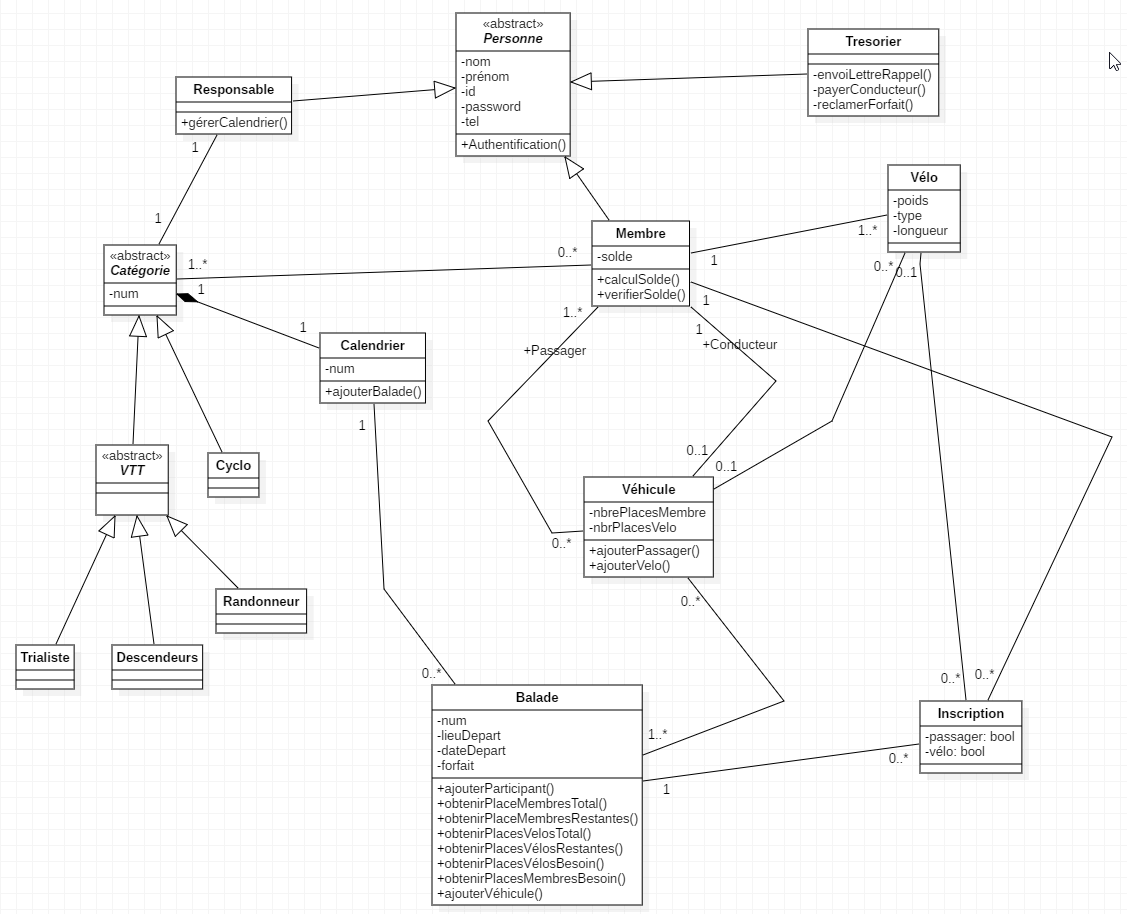 «abstract»
Personne
-nom
-prénom
-id
-password
-tel
+Authentification()
Tresorier
-envoiLettreRappel()
-payerConducteur()
-reclamerForfait()
Responsable
+gérerCalendrier()
1
1
Vélo
-poids
-type
-longueur
1..*
0..*
0..1
Membre
-solde
+calculSolde()
+verifierSolde()
0..*
1
1
1..*
1
+Passager
+Conducteur
«abstract»
Catégorie
-num
1..*
1
1
Calendrier
-num
+ajouterBalade()
1
«abstract»
VTT
Cyclo
0..1
0..1
Véhicule
-nbrePlacesMembre
-nbrPlacesVelo
+ajouterPassager()
+ajouterVelo()
0..*
0..*
Randonneur
Trialiste
Descendeurs
0..*
Balade
-num
-lieuDepart
-dateDepart
-forfait
+ajouterParticipant()
+obtenirPlaceMembresTotal()
+obtenirPlaceMembresRestantes()
+obtenirPlacesVelosTotal()
+obtenirPlacesVélosRestantes()
+obtenirPlacesVélosBesoin()
+obtenirPlacesMembresBesoin()
+ajouterVéhicule()
1..*
1
0..*
0..*
0..*
Inscription
-passager: bool
-vélo: bool